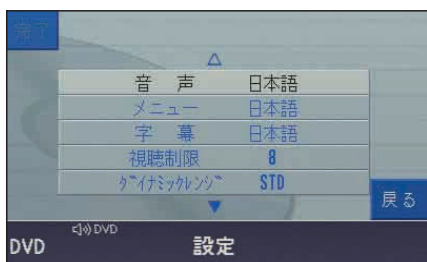 完了
音 声 日本語
メニュー 日本語
字 幕 日本語
視聴制限 8
ダイナミックレンジ STD
戻る
DVD
DVD 設定